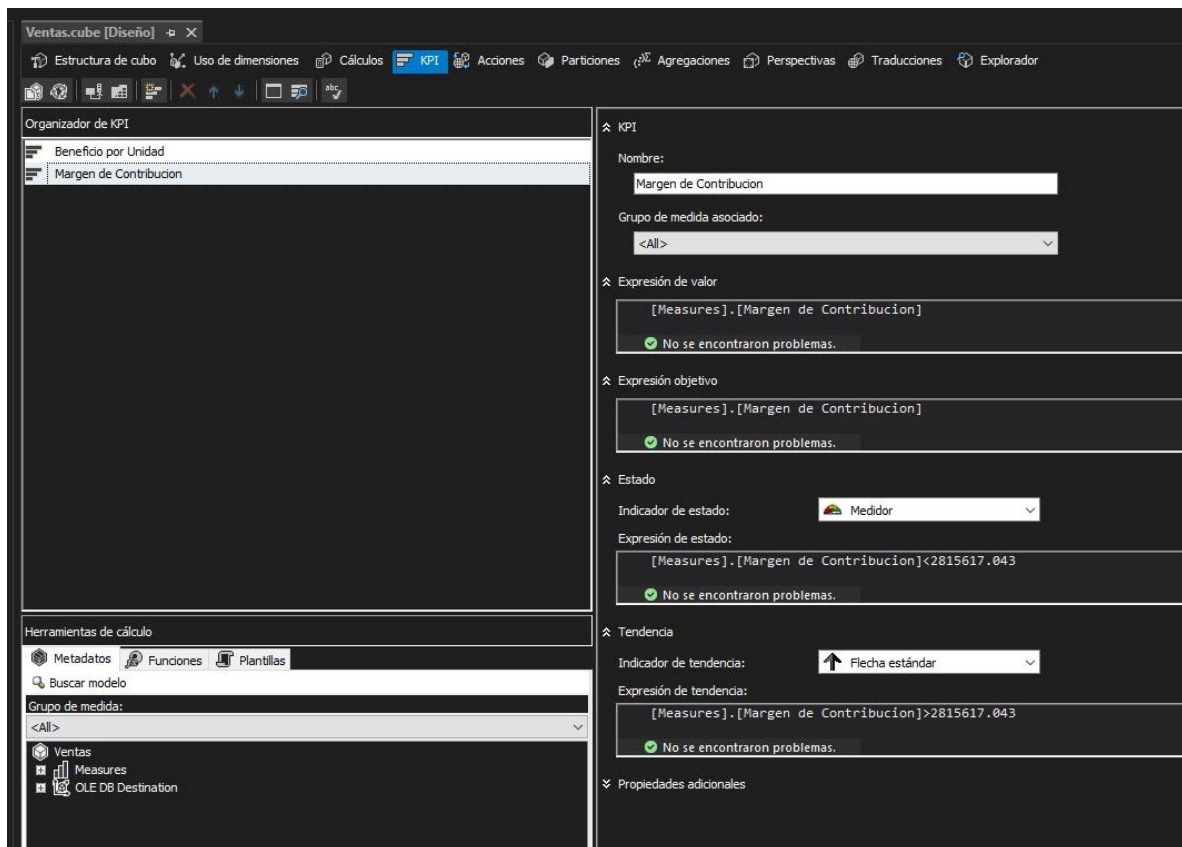 Ventas.cube [Diseño]
Estructura de cubo Uso de dimensiones Cálculos KPI Acciones Particiones Agregaciones Perspectivas Traducciones Explorador
abc
Organizador de KPI
Beneficio por Unidad
Margen de Contribucion
KPI
Nombre:
Margen de Contribucion
Grupo de medida asociado:
<All>
Expresión de valor
[Measures].[Margen de Contribucion]
No se encontraron problemas.
Expresión objetivo
[Measures].[Margen de Contribucion]
No se encontraron problemas.
Estado
Indicador de estado: Medidor
Expresión de estado:
[Measures].[Margen de Contribucion]<2815617.043
No se encontraron problemas.
Tendencia
Indicador de tendencia: Flecha estándar
Expresión de tendencia:
[Measures].[Margen de Contribucion]>2815617.043
No se encontraron problemas.
Propiedades adicionales
Herramientas de cálculo
Metadatos Funciones Plantillas
Buscar modelo
Grupo de medida:
<All>
Ventas
Measures
OLE DB Destination